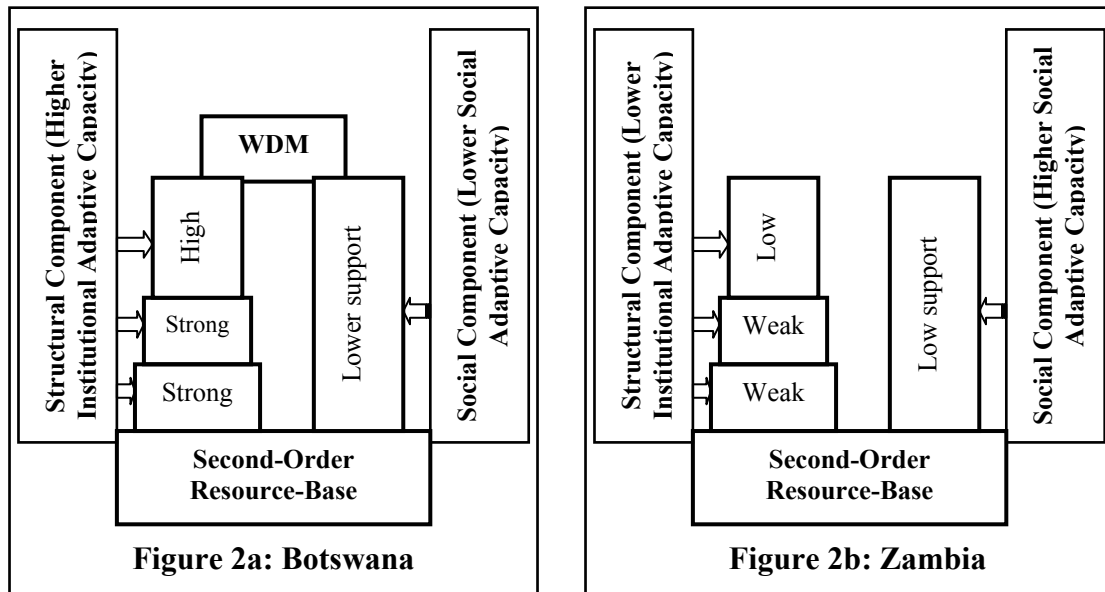 Structural Component (Higher
Institutional Adaptive Capacity)
WDM
High
Strong
Strong
Lower support
Social Component (Lower Social
Adaptive Capacity)
Second-Order
Resource-Base
Figure 2a: Botswana
Structural Component (Lower
Institutional Adaptive Capacity)
Low
Weak
Weak
Low support
Social Component (Higher Social
Adaptive Capacity)
Second-Order
Resource-Base
Figure 2b: Zambia